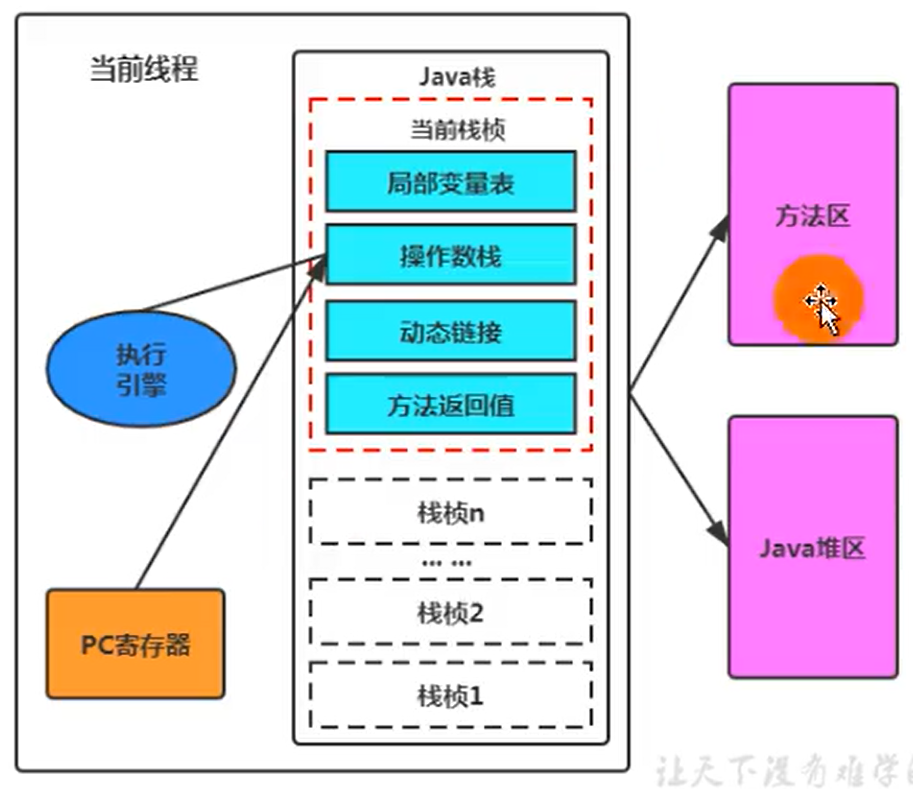 当前线程
Java栈
当前栈桢
局部变量表
操作数栈
动态链接
方法返回值
执行
引擎
PC寄存器
栈桢n
... ...
栈桢2
栈桢1
方法区
Java堆区
让天下没有难学